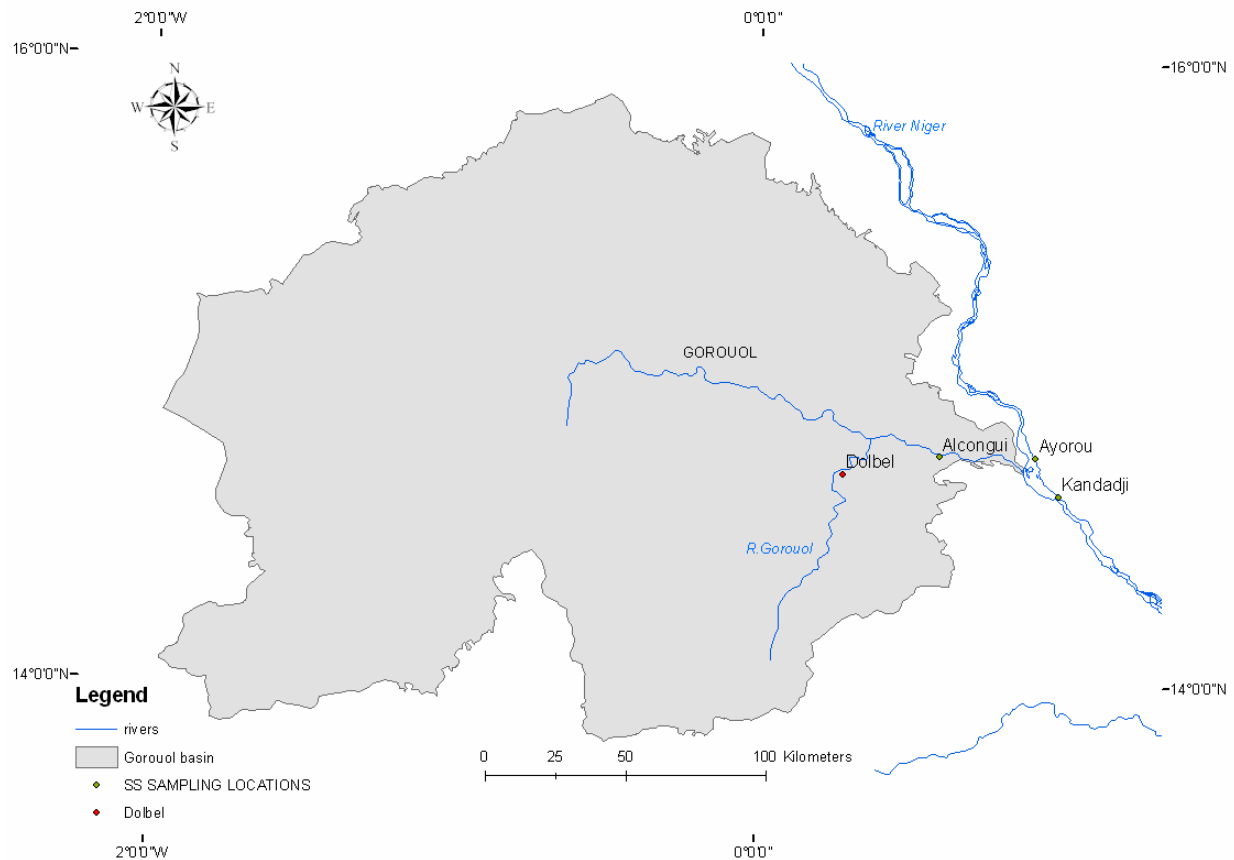 2°0'0"W
0°0'0"
16°0'0"N
16°0'0"N
N
W
E
S
River Niger
GOROUOL
Alcongui
Ayorou
Dolbel
Kandadji
R.Gorouol
14°0'0"N
14°0'0"N
Legend
rivers
Gorouol basin
SS SAMPLING LOCATIONS
Dolbel
0 25 50 100 Kilometers
2°0'0"W
0°0'0"